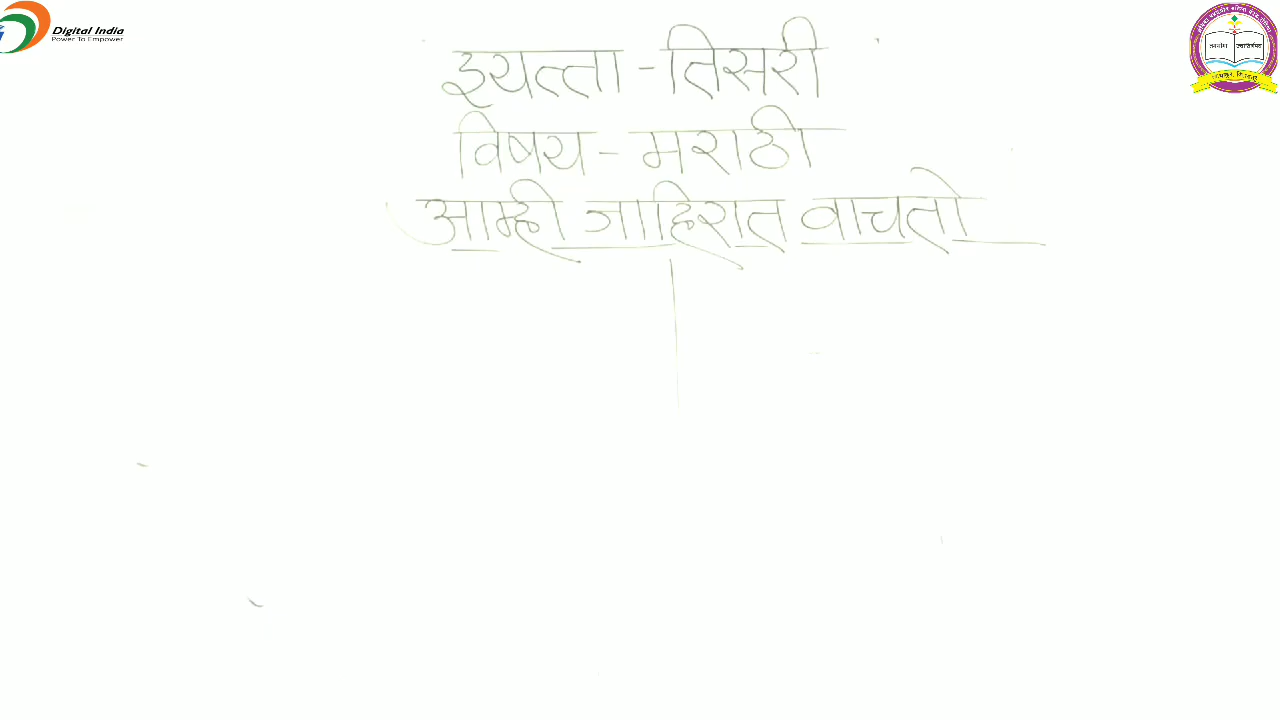 Digital India
Power To Empower
इयत्ता - तिसरी
विषय - मराठी
आम्ही जाहिरात वाचतो